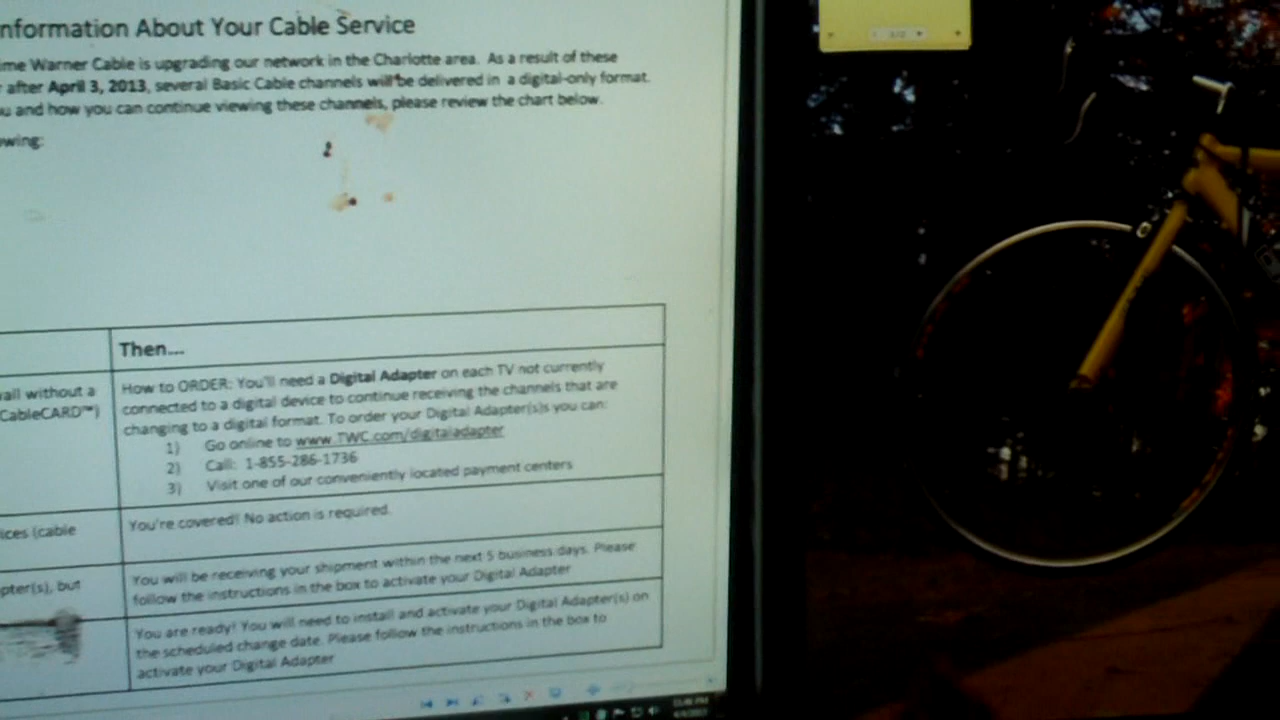 nformation About Your Cable Service
ime Warner Cable is upgrading our network in the Charlotte area. As a result of these
after April 3, 2013, several Basic Cable channels will be delivered in a digital-only format.
u and how you can continue viewing these channels, please review the chart below.
owing:
Then...
vall without a
CableCARD™)
How to ORDER: You'll need a Digital Adapter on each TV not currently
connected to a digital device to continue receiving the channels that are
changing to a digital format. To order your Digital Adapter(s)s you can:
1) Go online to www.TWC.com/digitaladapter
2) Call: 1-855-286-1736
3) Visit one of our conveniently located payment centers
ices (cable
You're covered! No action is required.
pter(s), but
You will be receiving your shipment within the next 5 business days. Please
follow the instructions in the box to activate your Digital Adapter
You are ready! You will need to install and activate your Digital Adapter(s) on
the scheduled change date. Please follow the instructions in the box to
activate your Digital Adapter